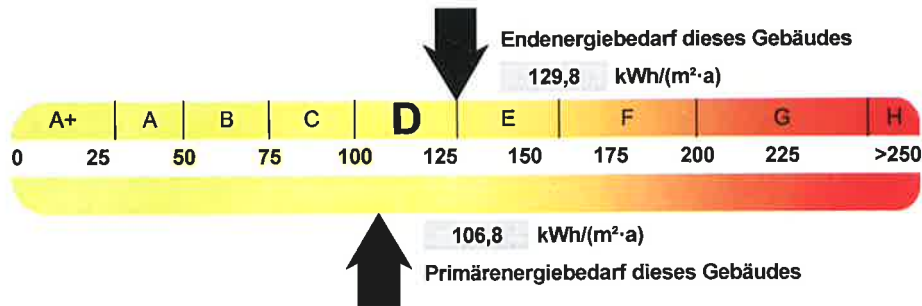 Endenergiebedarf dieses Gebäudes
129,8 kWh/(m²·a)
A+ A B C D E F G H
0 25 50 75 100 125 150 175 200 225 >250
106,8 kWh/(m²·a)
Primärenergiebedarf dieses Gebäudes